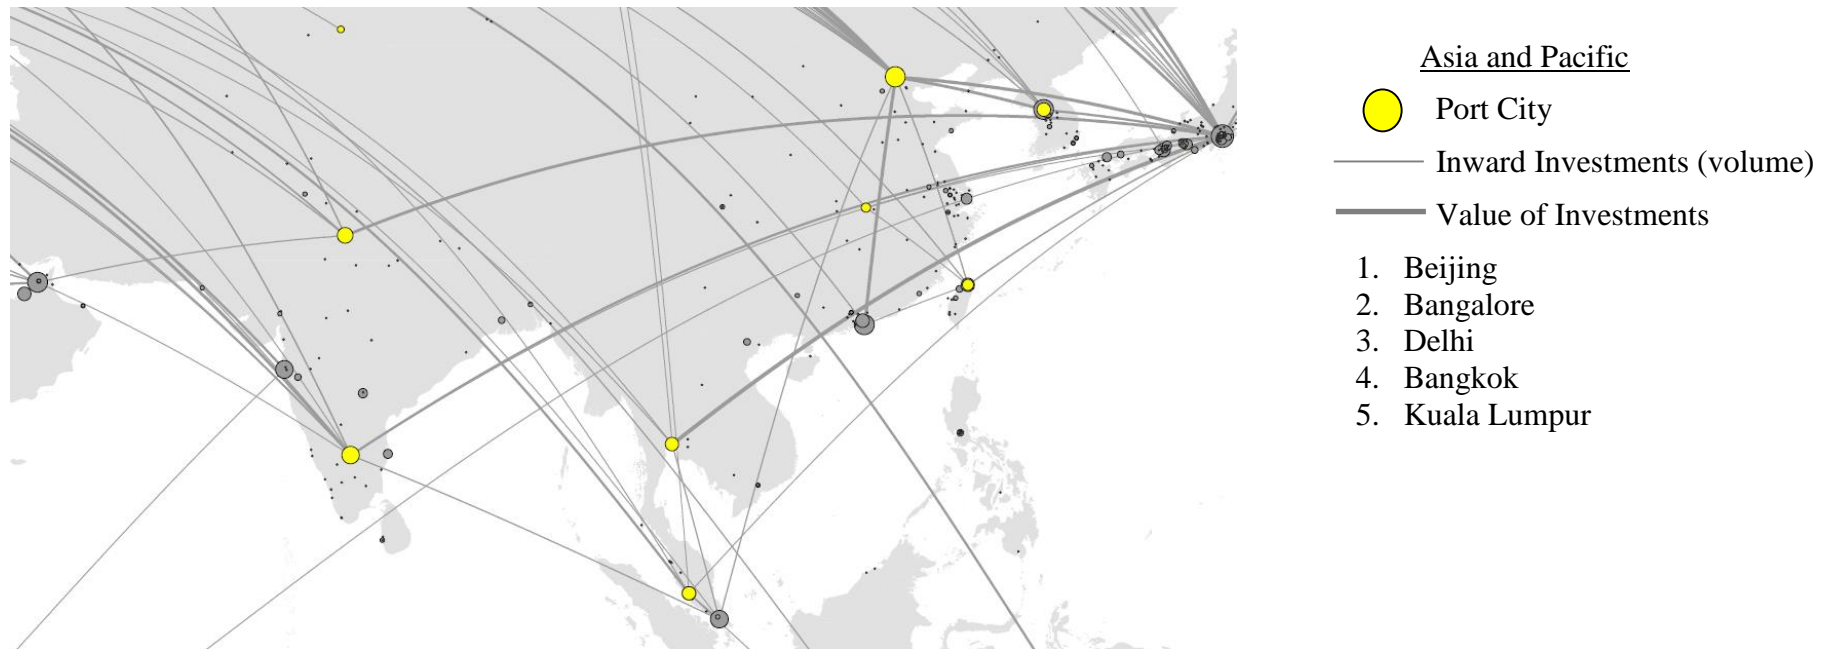 Asia and Pacific
Port City
Inward Investments (volume)
Value of Investments
1. Beijing
2. Bangalore
3. Delhi
4. Bangkok
5. Kuala Lumpur